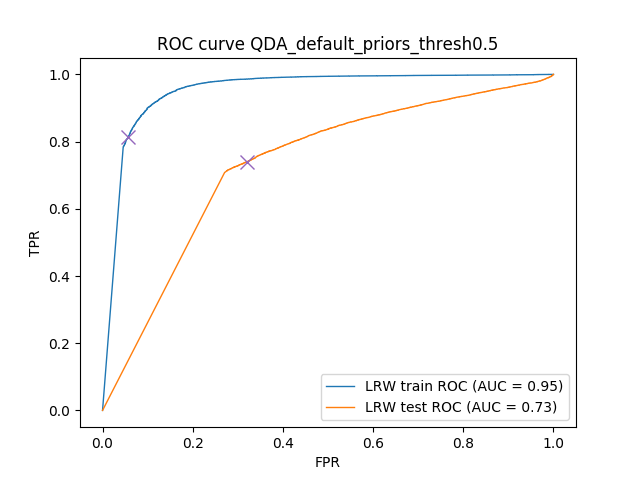 ROC curve QDA_default_priors_thresh0.5
1.0
0.8
0.6
0.4
0.2
0.0
TPR
0.0 0.2 0.4 0.6 0.8 1.0
FPR
LRW train ROC (AUC = 0.95)
LRW test ROC (AUC = 0.73)